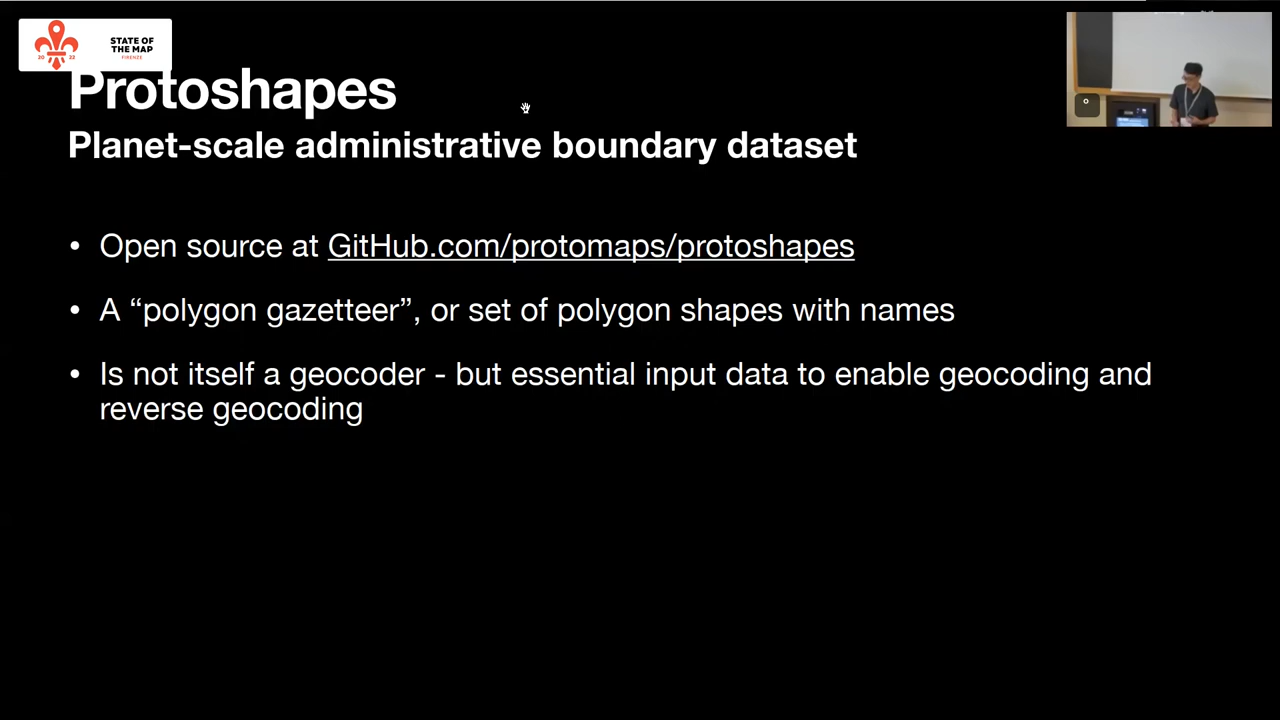 STATE OF
THE MAP
FIRENZE
20 22
Protoshapes
Planet-scale administrative boundary dataset
• Open source at GitHub.com/protomaps/protoshapes
• A “polygon gazetteer”, or set of polygon shapes with names
• Is not itself a geocoder - but essential input data to enable geocoding and
reverse geocoding